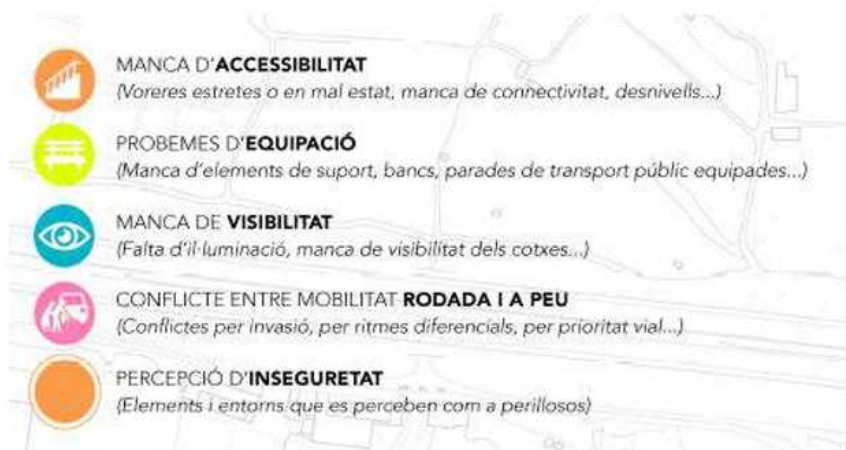 MANCA D'ACCESSIBILITAT
(Voreres estretes o en mal estat, manca de connectivitat, desnivells...)
PROBEMES D'EQUIPACIÓ
(Manca d'elements de suport, bancs, parades de transport públic equipades...)
MANCA DE VISIBILITAT
(Falta d'il·luminació, manca de visibilitat dels cotxes...)
CONFLICTE ENTRE MOBILITAT RODADA I A PEU
(Conflictes per invasió, per ritmes diferencials, per prioritat vial...)
PERCEPCIÓ D'INSEGURETAT
(Elements i entorns que es perceben com a perillosos)